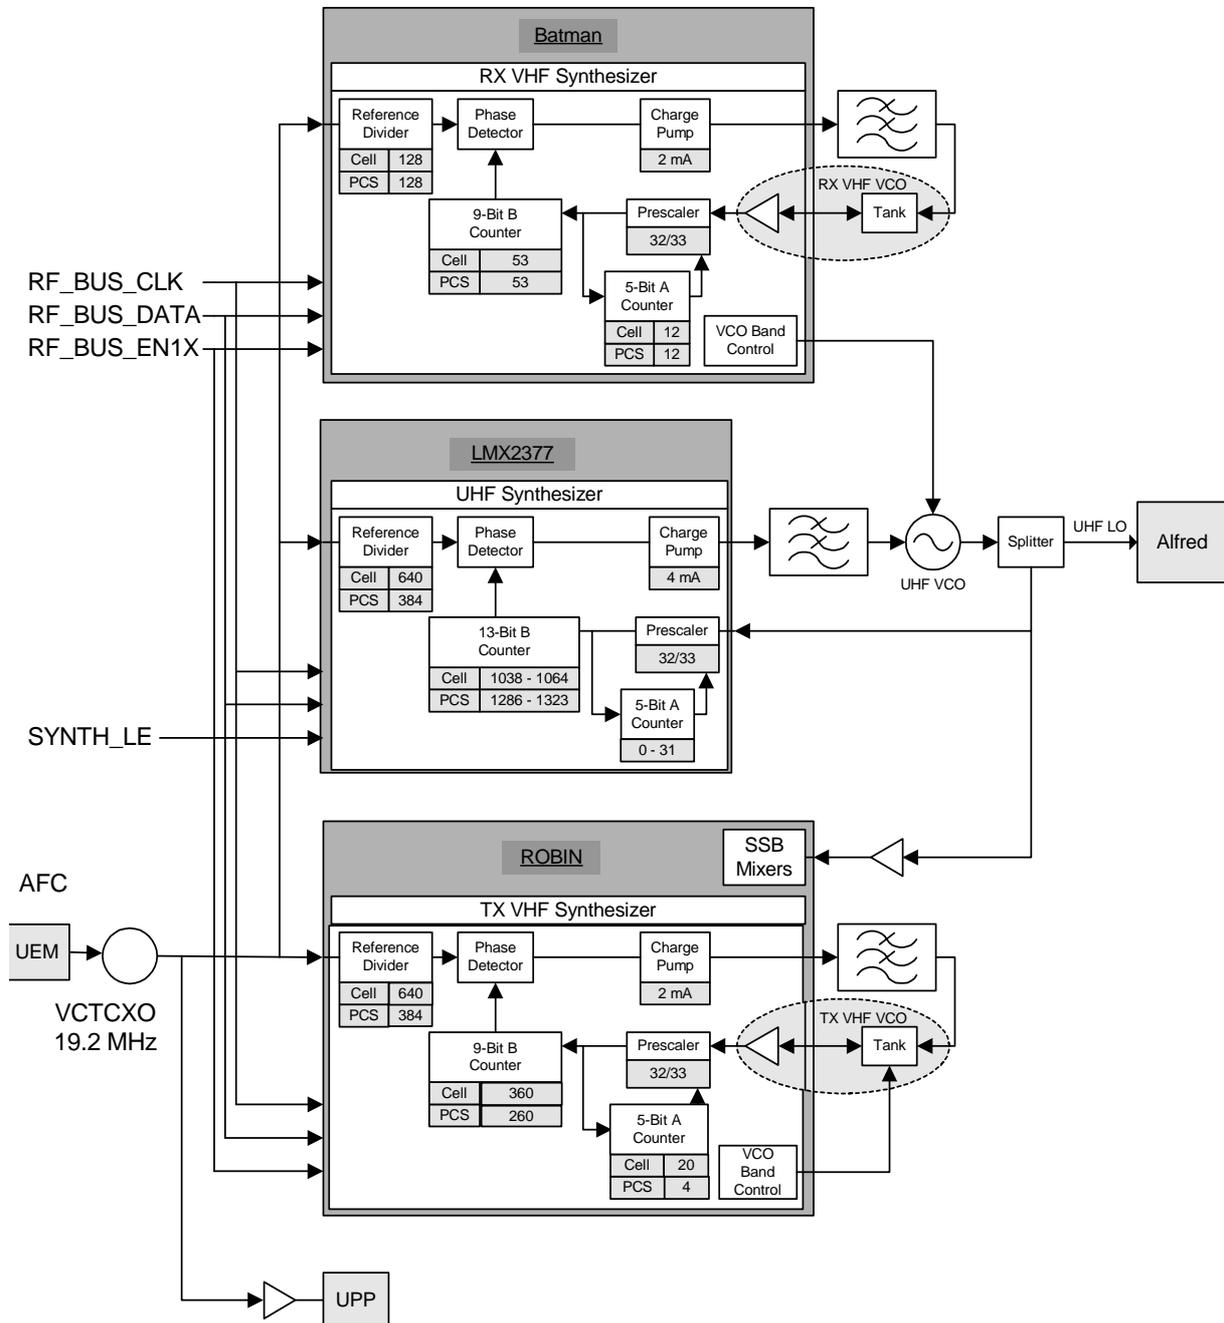 Batman
RX VHF Synthesizer
Reference
Divider
Cell 128
PCS 128
Phase
Detector
Charge
Pump
2 mA
RX VHF VCO
Tank
9-Bit B
Counter
Cell 53
PCS 53
Prescaler
32/33
5-Bit A
Counter
Cell 12
PCS 12
VCO Band
Control
RF_BUS_CLK
RF_BUS_DATA
RF_BUS_EN1X
LMX2377
UHF Synthesizer
Reference
Divider
Cell 640
PCS 384
Phase
Detector
Charge
Pump
4 mA
UHF VCO
Splitter
UHF LO
Alfred
13-Bit B
Counter
Cell 1038 - 1064
PCS 1286 - 1323
Prescaler
32/33
5-Bit A
Counter
0 - 31
SYNTH_LE
ROBIN
SSB
Mixers
AFC
UEM
VCTCXO
19.2 MHz
TX VHF Synthesizer
Reference
Divider
Cell 640
PCS 384
Phase
Detector
Charge
Pump
2 mA
TX VHF VCO
Tank
9-Bit B
Counter
Cell 360
PCS 260
Prescaler
32/33
5-Bit A
Counter
Cell 20
PCS 4
VCO
Band
Control
UPP